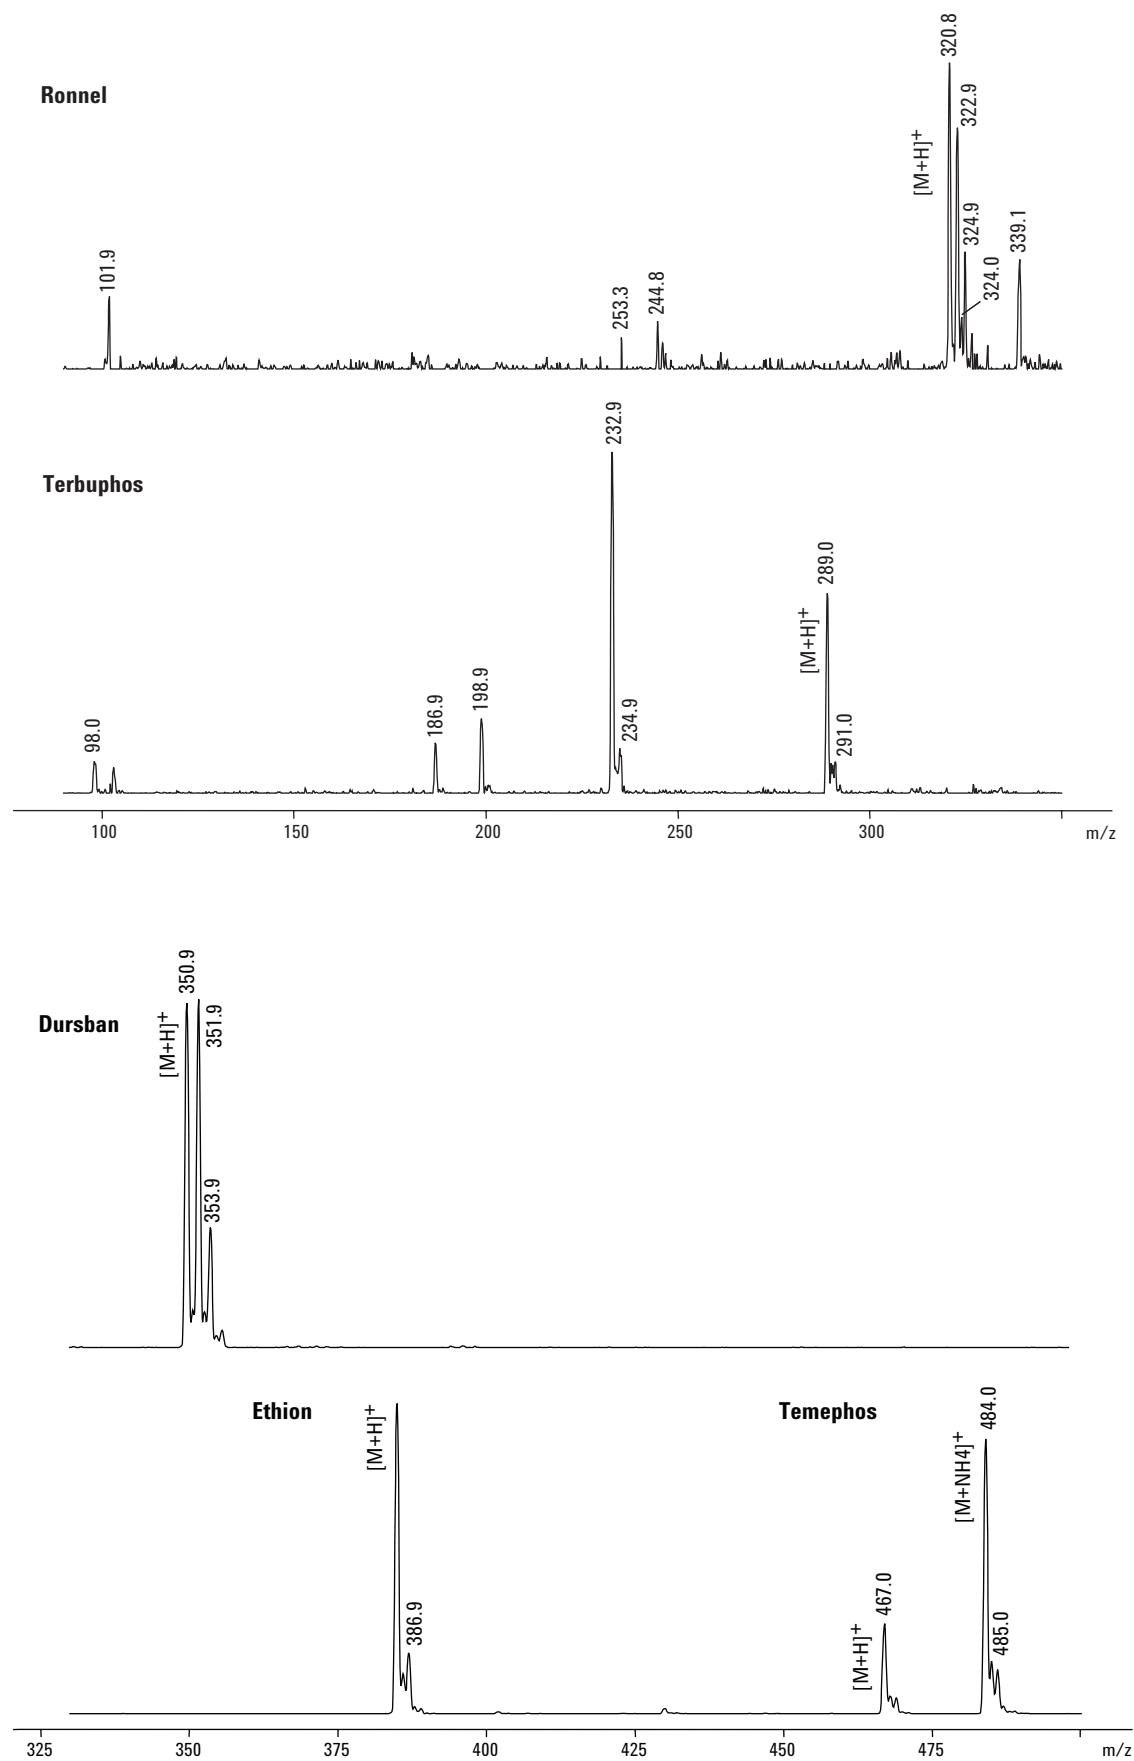 Ronnel
320.8
322.9
[M+H]+
324.9
339.1
324.0
101.9
253.3
244.8
Terbuphos
232.9
289.0
[M+H]+
98.0
186.9
198.9
234.9
291.0
100 150 200 250 300 m/z
Dursban
350.9
[M+H]+
351.9
353.9
Ethion
[M+H]+
386.9
Temephos
484.0
[M+NH4]+
467.0
[M+H]+
485.0
325 350 375 400 425 450 475 m/z